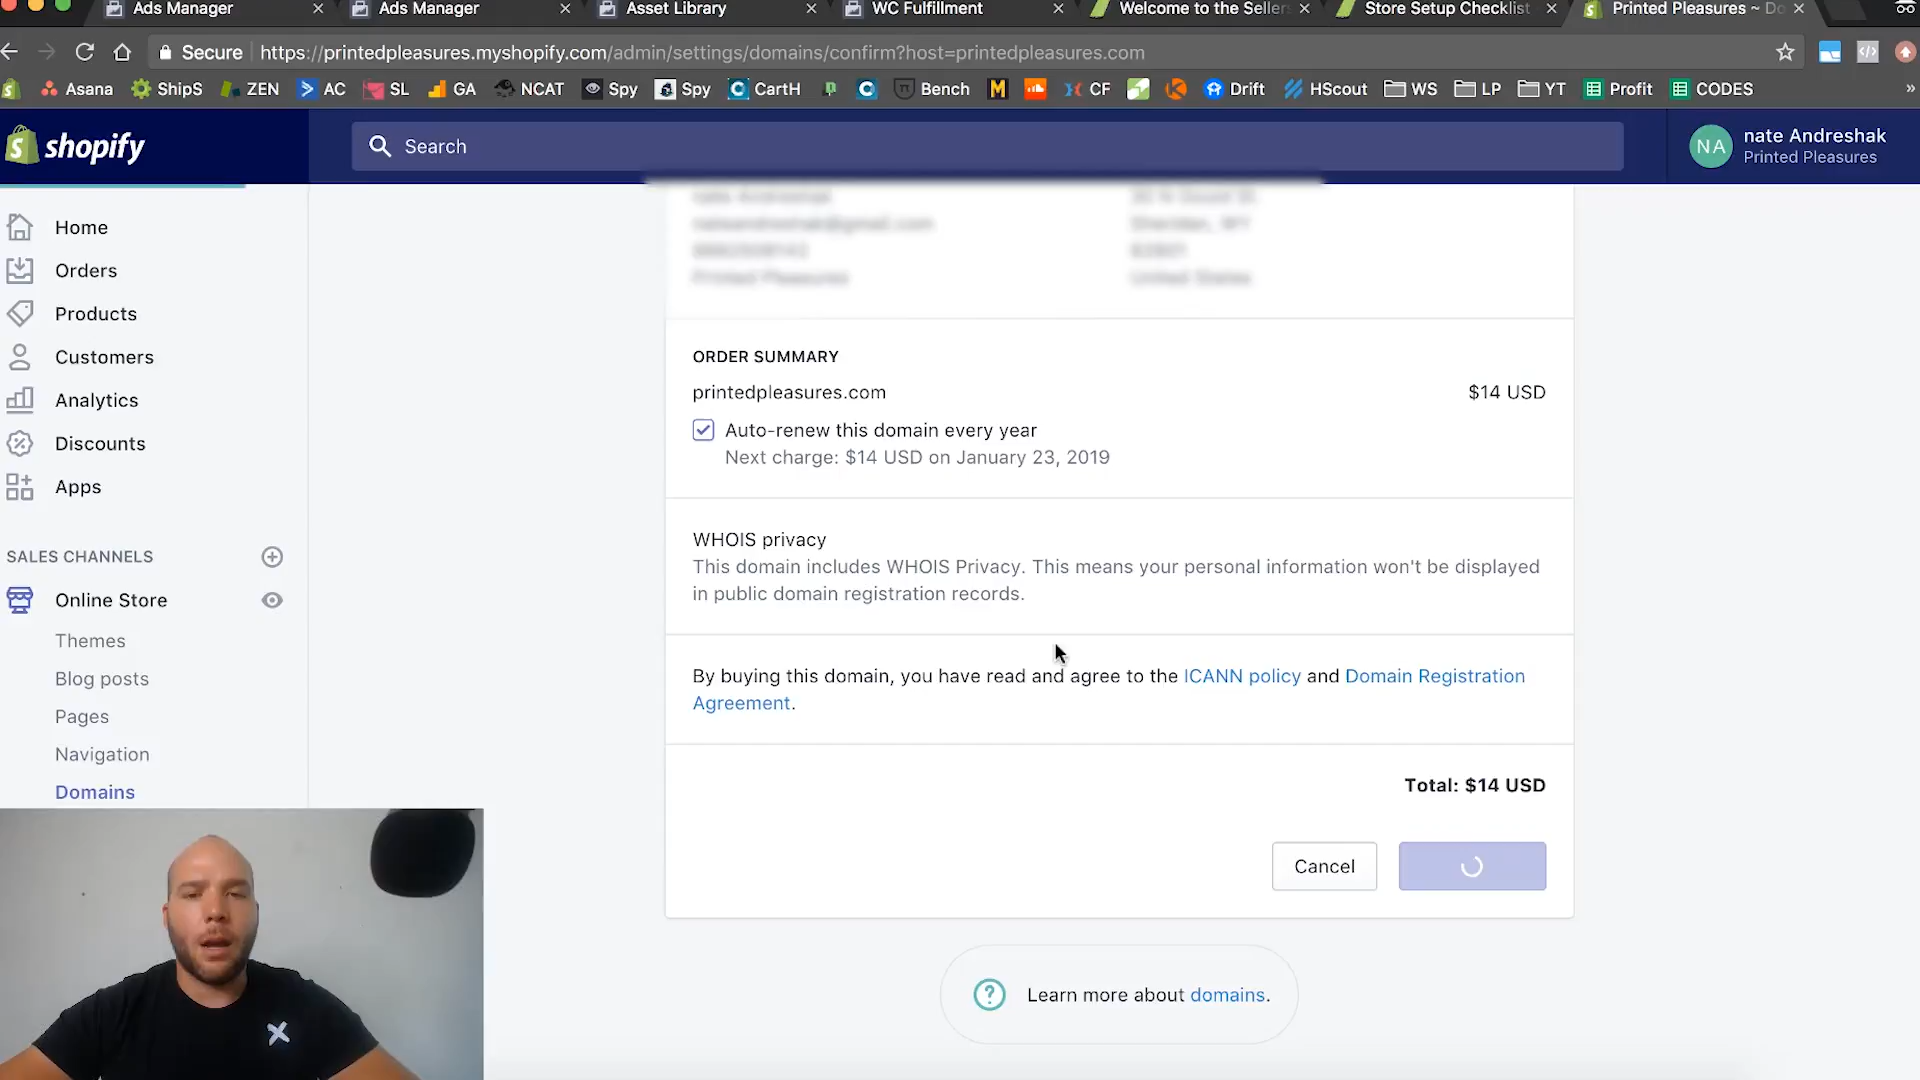 Ads Manager
Ads Manager
Asset Library
WC Fulfillment
Welcome to the Sellers
Store Setup Checklist
Printed Pleasures ~ Do
Secure
https://printedpleasures.myshopify.com/admin/settings/domains/confirm?host=printedpleasures.com
Asana ShipS ZEN AC SL GA NCAT Spy Spy CartH Bench CF Drift HScout WS LP YT Profit CODES »
shopify
Search
NA
nate Andreshak
Printed Pleasures
Home
Orders
Products
Customers
Analytics
Discounts
Apps
SALES CHANNELS
Online Store
Themes
Blog posts
Pages
Navigation
Domains
ORDER SUMMARY
printedpleasures.com $14 USD
Auto-renew this domain every year
Next charge: $14 USD on January 23, 2019
WHOIS privacy
This domain includes WHOIS Privacy. This means your personal information won't be displayed
in public domain registration records.
By buying this domain, you have read and agree to the ICANN policy and Domain Registration
Agreement.
Total: $14 USD
Cancel
Learn more about domains.